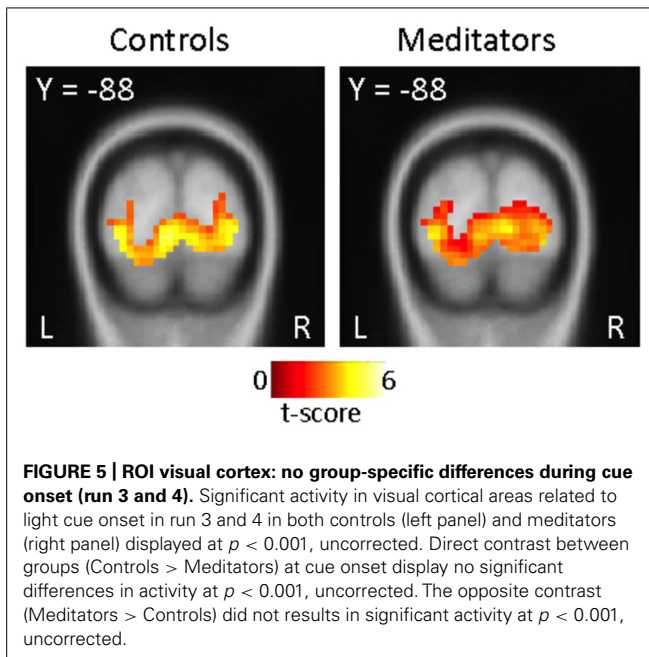 Controls
Meditators
Y = -88
Y = -88
L
R
L
R
0
6
t-score
FIGURE 5 | ROI visual cortex: no group-specific differences during cue
onset (run 3 and 4). Significant activity in visual cortical areas related to
light cue onset in run 3 and 4 in both controls (left panel) and meditators
(right panel) displayed at p < 0.001, uncorrected. Direct contrast between
groups (Controls > Meditators) at cue onset display no significant
differences in activity at p < 0.001, uncorrected. The opposite contrast
(Meditators > Controls) did not results in significant activity at p < 0.001,
uncorrected.